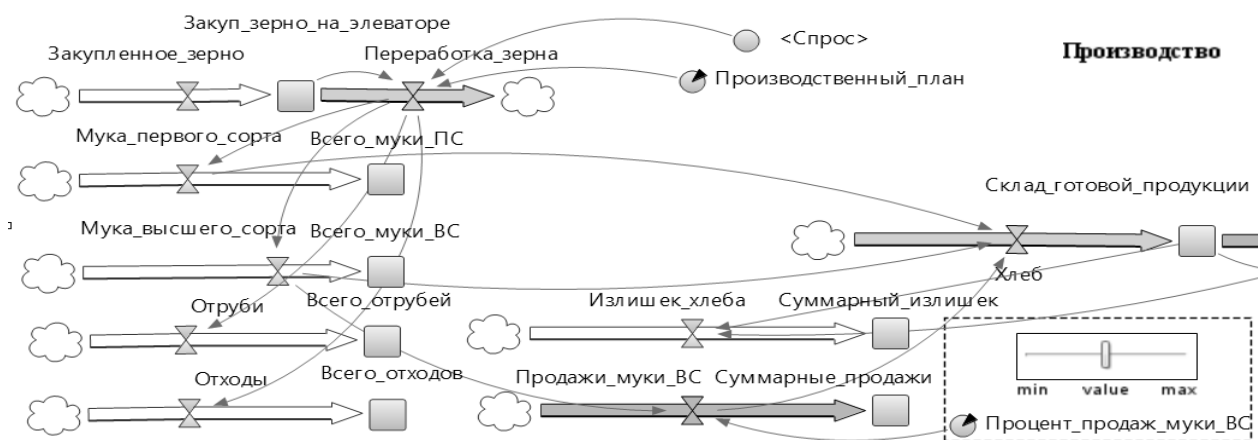 Закуп_зерно_на_элеваторе
<Спрос>
Закупленное_зерно
Переработка_зерна
Производство
Производственный_план
Мука_первого_сорта
Всего_муки_ПС
Склад_готовой_продукции
Мука_высшего_сорта
Всего_муки_ВС
Хлеб
Отруби
Всего_отрубей
Излишек_хлеба
Суммарный_излишек
Отходы
Всего_отходов
Продажи_муки_ВС
Суммарные_продажи
min value max
Процент_продаж_муки_ВС